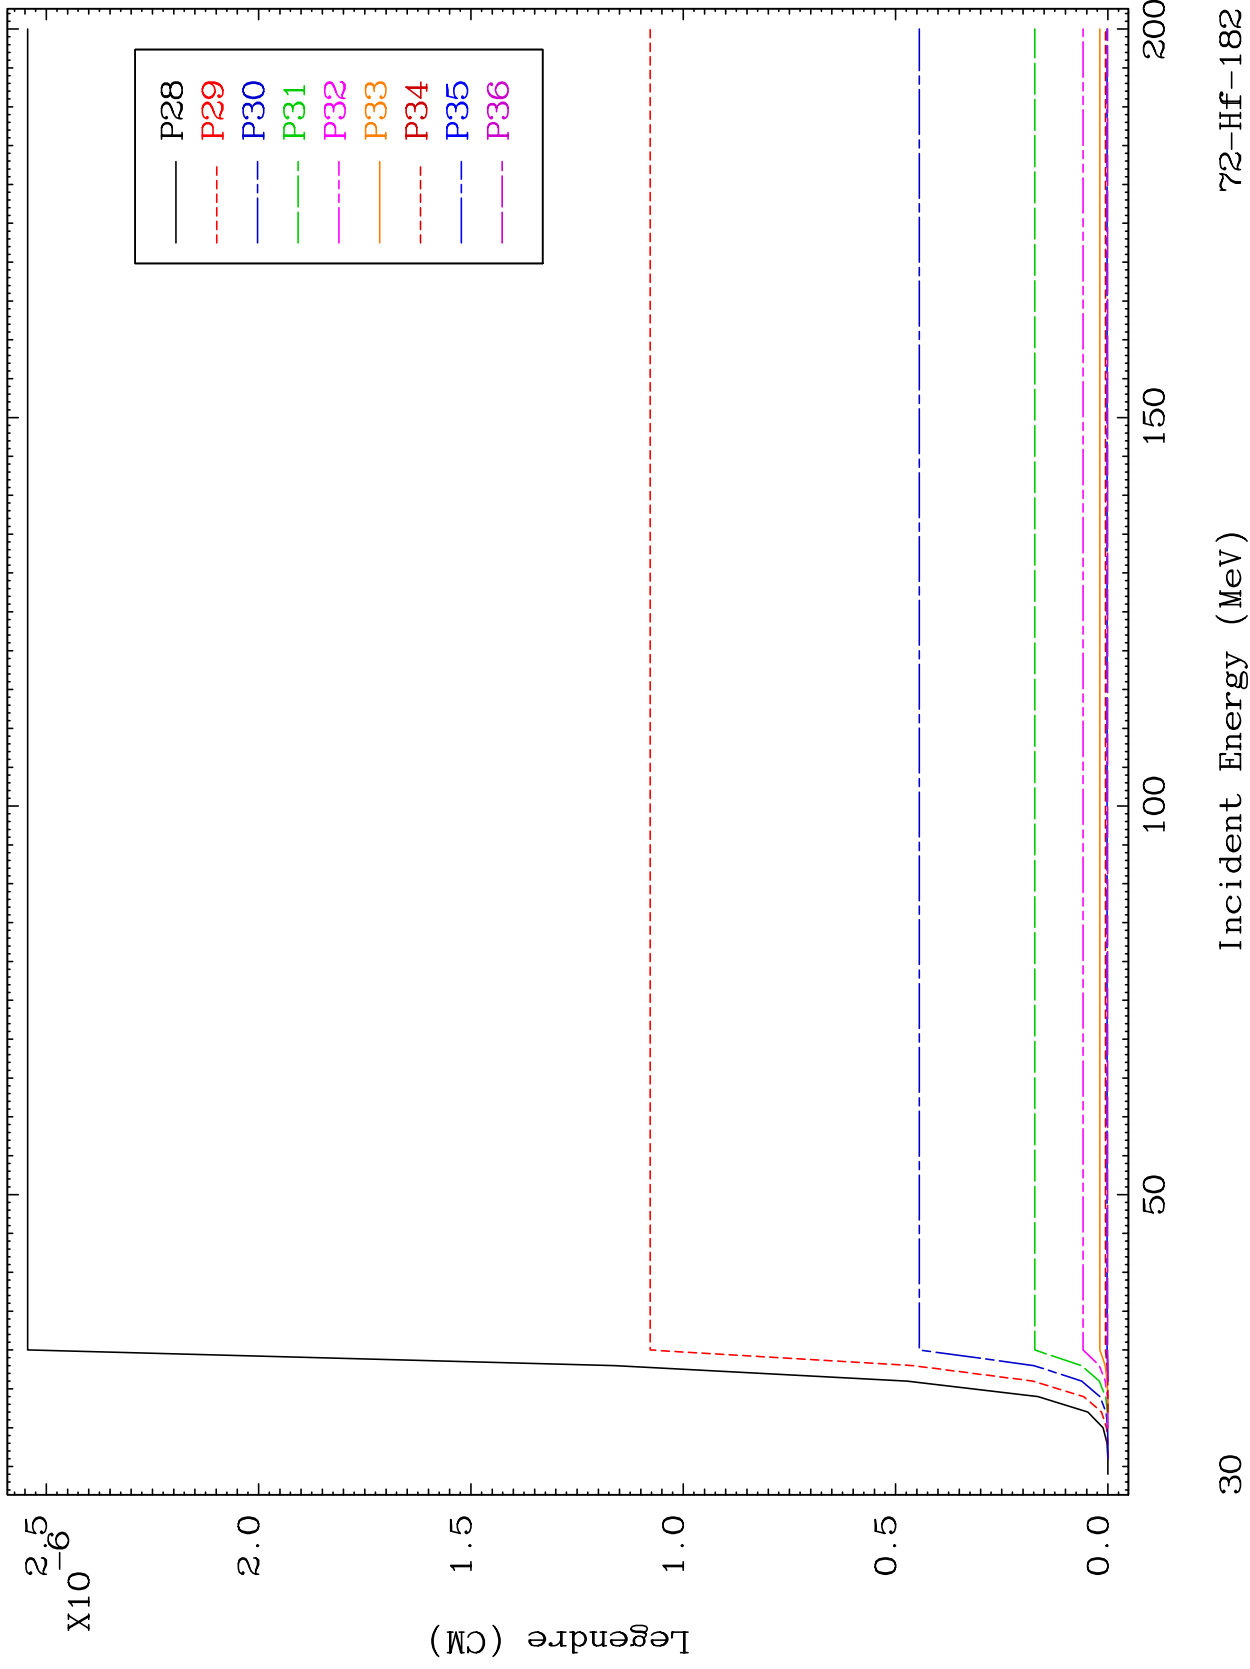 X10
-6
2.5
2.0
1.5
1.0
0.5
0.0
Legendre (CM)
P28
P29
P30
P31
P32
P33
P34
P35
P36
50
100
150
200
Incident Energy (MeV)
30
72-Hf-182